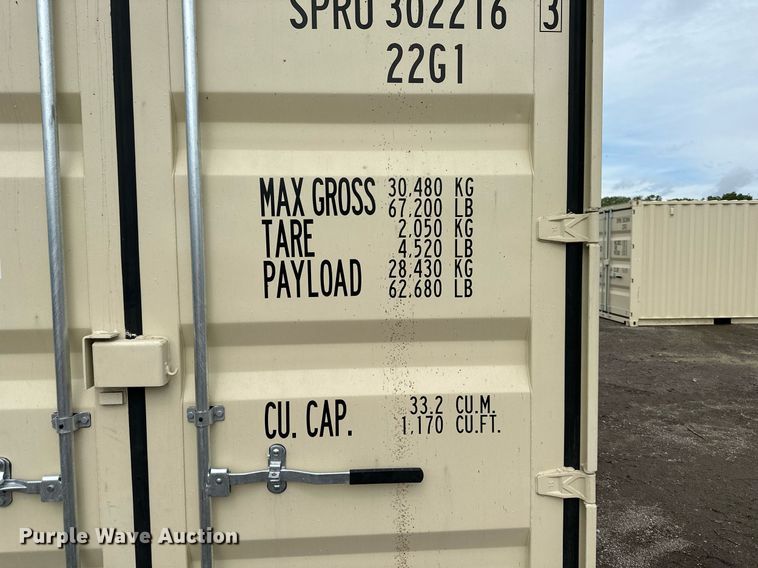 SPRU 302216 3
22G1
MAX GROSS 30,480 KG
67,200 LB
TARE 2,050 KG
4,520 LB
PAYLOAD 28,430 KG
62,680 LB
CU. CAP. 33.2 CU.M.
1,170 CU.FT.
Purple Wave Auction